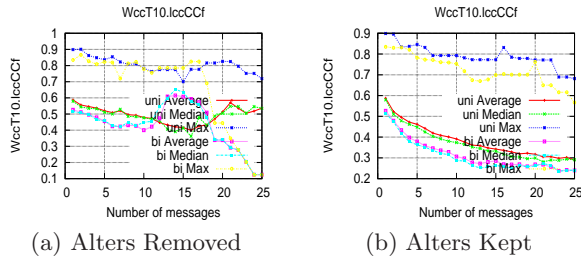 WccT10.lccCCf
WccT10.lccCCf
1
0.9
0.8
0.7
0.6
0.5
0.4
0.3
0.2
0.1
uni Average
uni Median
uni Max
bi Average
bi Median
bi Max
0 5 10 15 20 25
Number of messages
(a) Alters Removed
WccT10.lccCCf
WccT10.lccCCf
0.9
0.8
0.7
0.6
0.5
0.4
0.3
0.2
uni Average
uni Median
uni Max
bi Average
bi Median
bi Max
0 5 10 15 20 25
Number of messages
(b) Alters Kept